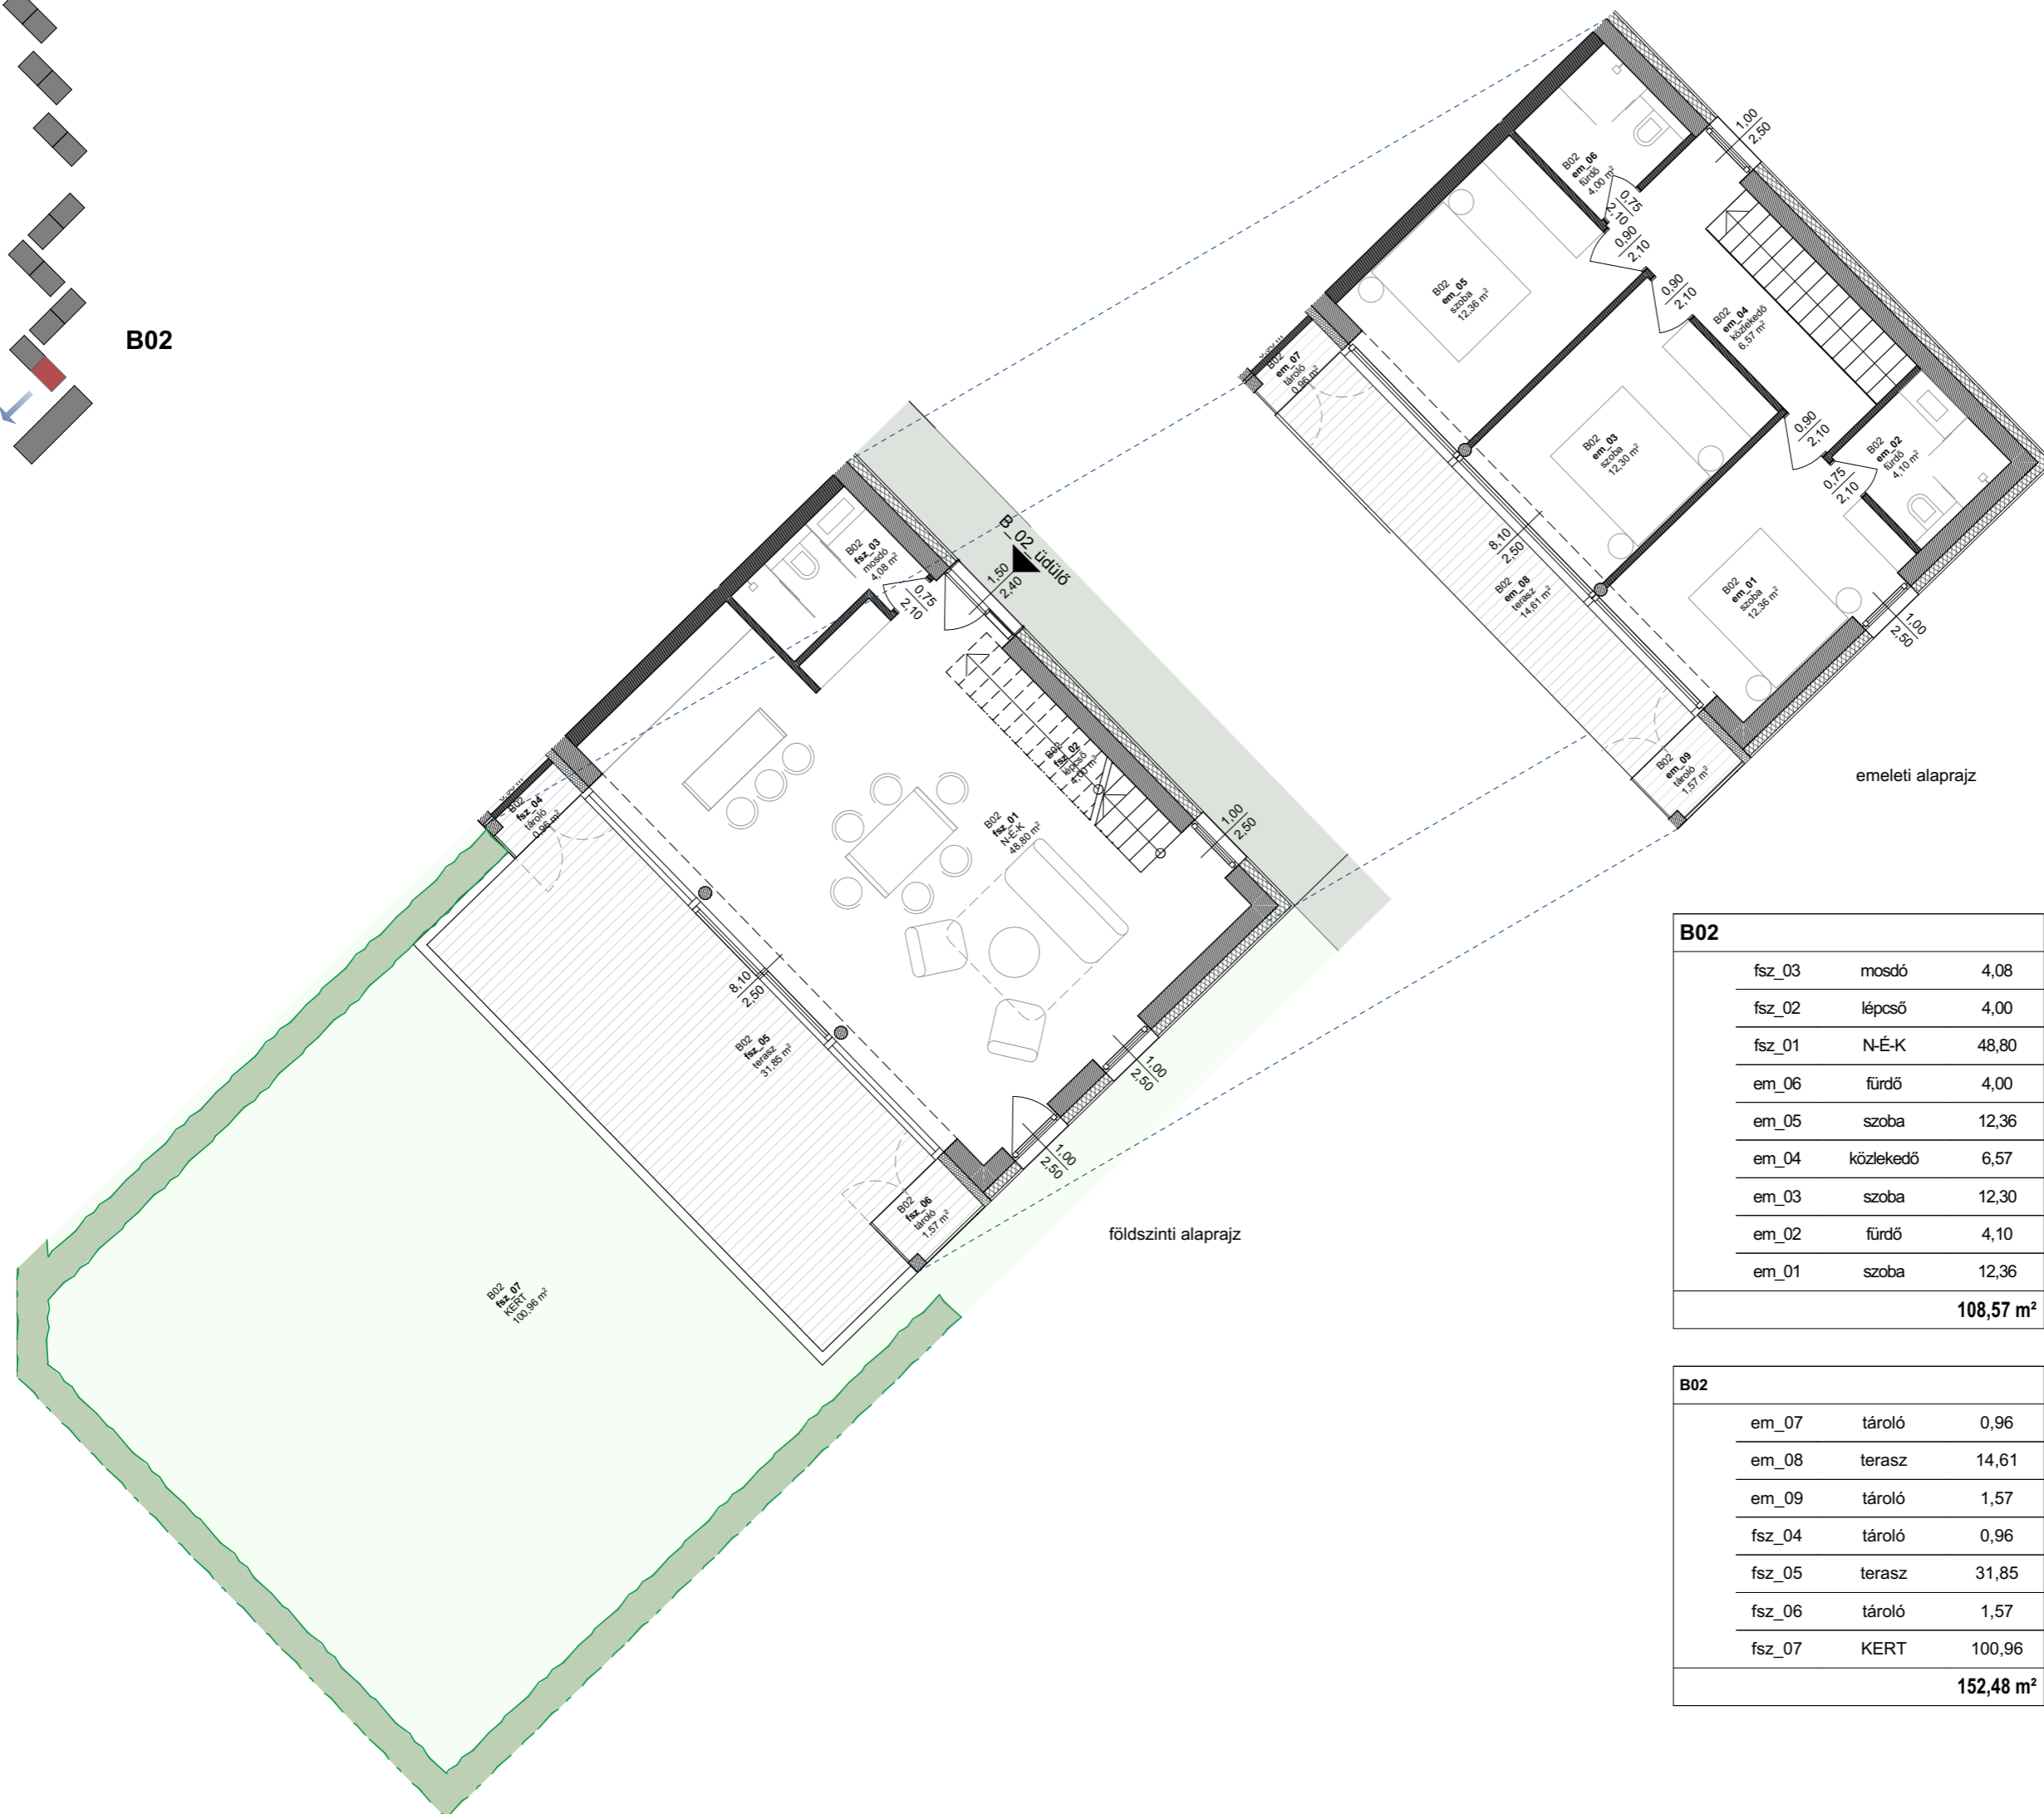 B02
B02
em_06
fürdő
4,00 m²
1,00
2,50
0,75
2,10
0,90
2,10
B02
em_05
szoba
12,36 m²
0,90
2,10
B02
em_04
közlekedő
6,57 m²
B02
em_07
tároló
0,96 m²
B02
em_03
szoba
12,30 m²
0,90
2,10
B02
em_02
fürdő
4,10 m²
0,75
2,10
8,10
2,50
B02
em_08
terasz
14,61 m²
B02
em_01
szoba
12,36 m²
1,00
2,50
B02
em_09
tároló
1,57 m²
emeleti alaprajz
B_02_üdülő
B02
fsz_03
mosdó
4,08 m²
1,50
2,40
0,75
2,10
B02
fsz_02
lépcső
4,00 m²
B02
fsz_04
tároló
0,96 m²
B02
fsz_01
N-É-K
48,80 m²
1,00
2,50
8,10
2,50
B02
fsz_05
terasz
31,85 m²
1,00
2,50
1,00
2,50
B02
fsz_06
tároló
1,57 m²
földszinti alaprajz
B02
fsz_07
KERT
100,96 m²
B02
fsz_03 mosdó 4,08
fsz_02 lépcső 4,00
fsz_01 N-É-K 48,80
em_06 fürdő 4,00
em_05 szoba 12,36
em_04 közlekedő 6,57
em_03 szoba 12,30
em_02 fürdő 4,10
em_01 szoba 12,36
108,57 m²
B02
em_07 tároló 0,96
em_08 terasz 14,61
em_09 tároló 1,57
fsz_04 tároló 0,96
fsz_05 terasz 31,85
fsz_06 tároló 1,57
fsz_07 KERT 100,96
152,48 m²